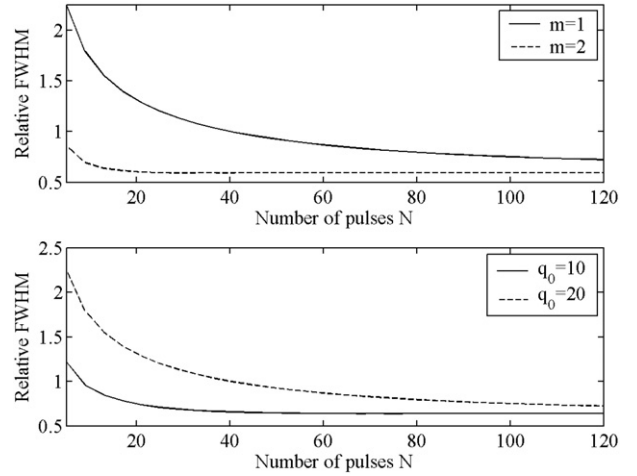 2
1.5
1
0.5
Relative FWHM
m=1
m=2
20 40 60 80 100 120
Number of pulses N
2.5
2
1.5
1
0.5
Relative FWHM
q_0=10
q_0=20
20 40 60 80 100 120
Number of pulses N